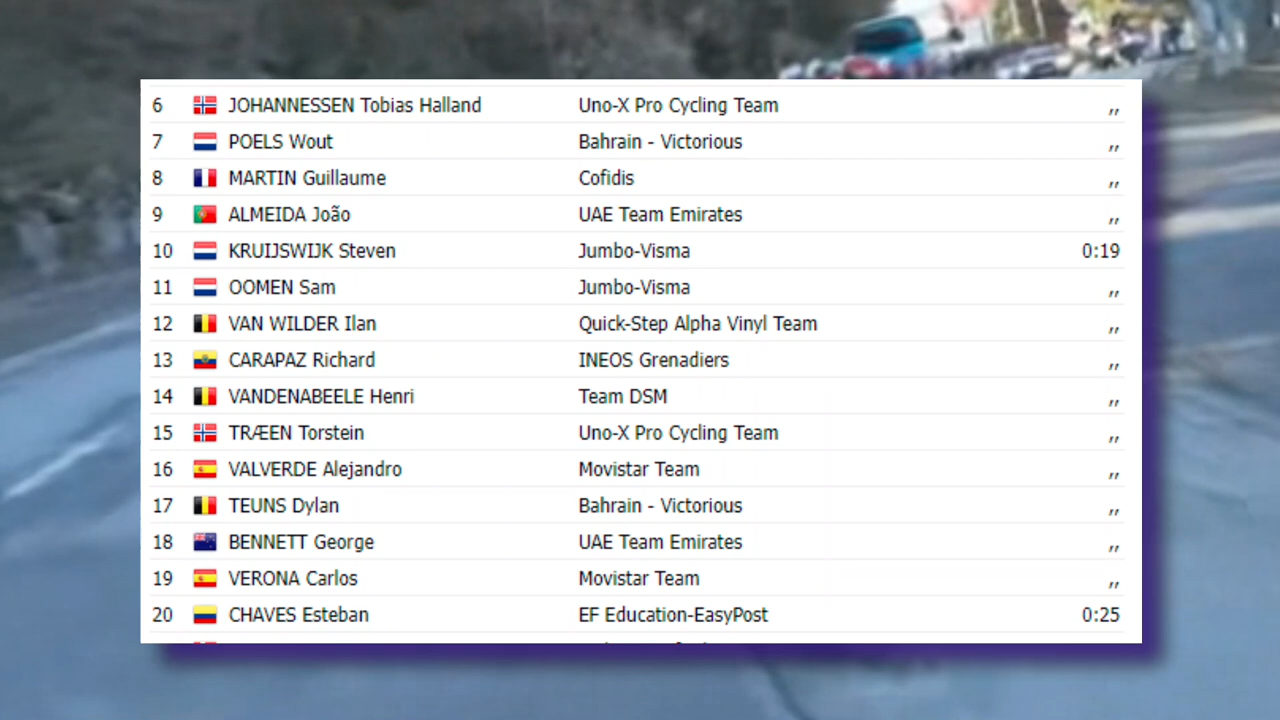 6 JOHANNESSEN Tobias Halland Uno-X Pro Cycling Team ,,
7 POELS Wout Bahrain - Victorious ,,
8 MARTIN Guillaume Cofidis ,,
9 ALMEIDA João UAE Team Emirates ,,
10 KRUIJSWIJK Steven Jumbo-Visma 0:19
11 OOMEN Sam Jumbo-Visma ,,
12 VAN WILDER Ilan Quick-Step Alpha Vinyl Team ,,
13 CARAPAZ Richard INEOS Grenadiers ,,
14 VANDENABEELE Henri Team DSM ,,
15 TRÆEN Torstein Uno-X Pro Cycling Team ,,
16 VALVERDE Alejandro Movistar Team ,,
17 TEUNS Dylan Bahrain - Victorious ,,
18 BENNETT George UAE Team Emirates ,,
19 VERONA Carlos Movistar Team ,,
20 CHAVES Esteban EF Education-EasyPost 0:25